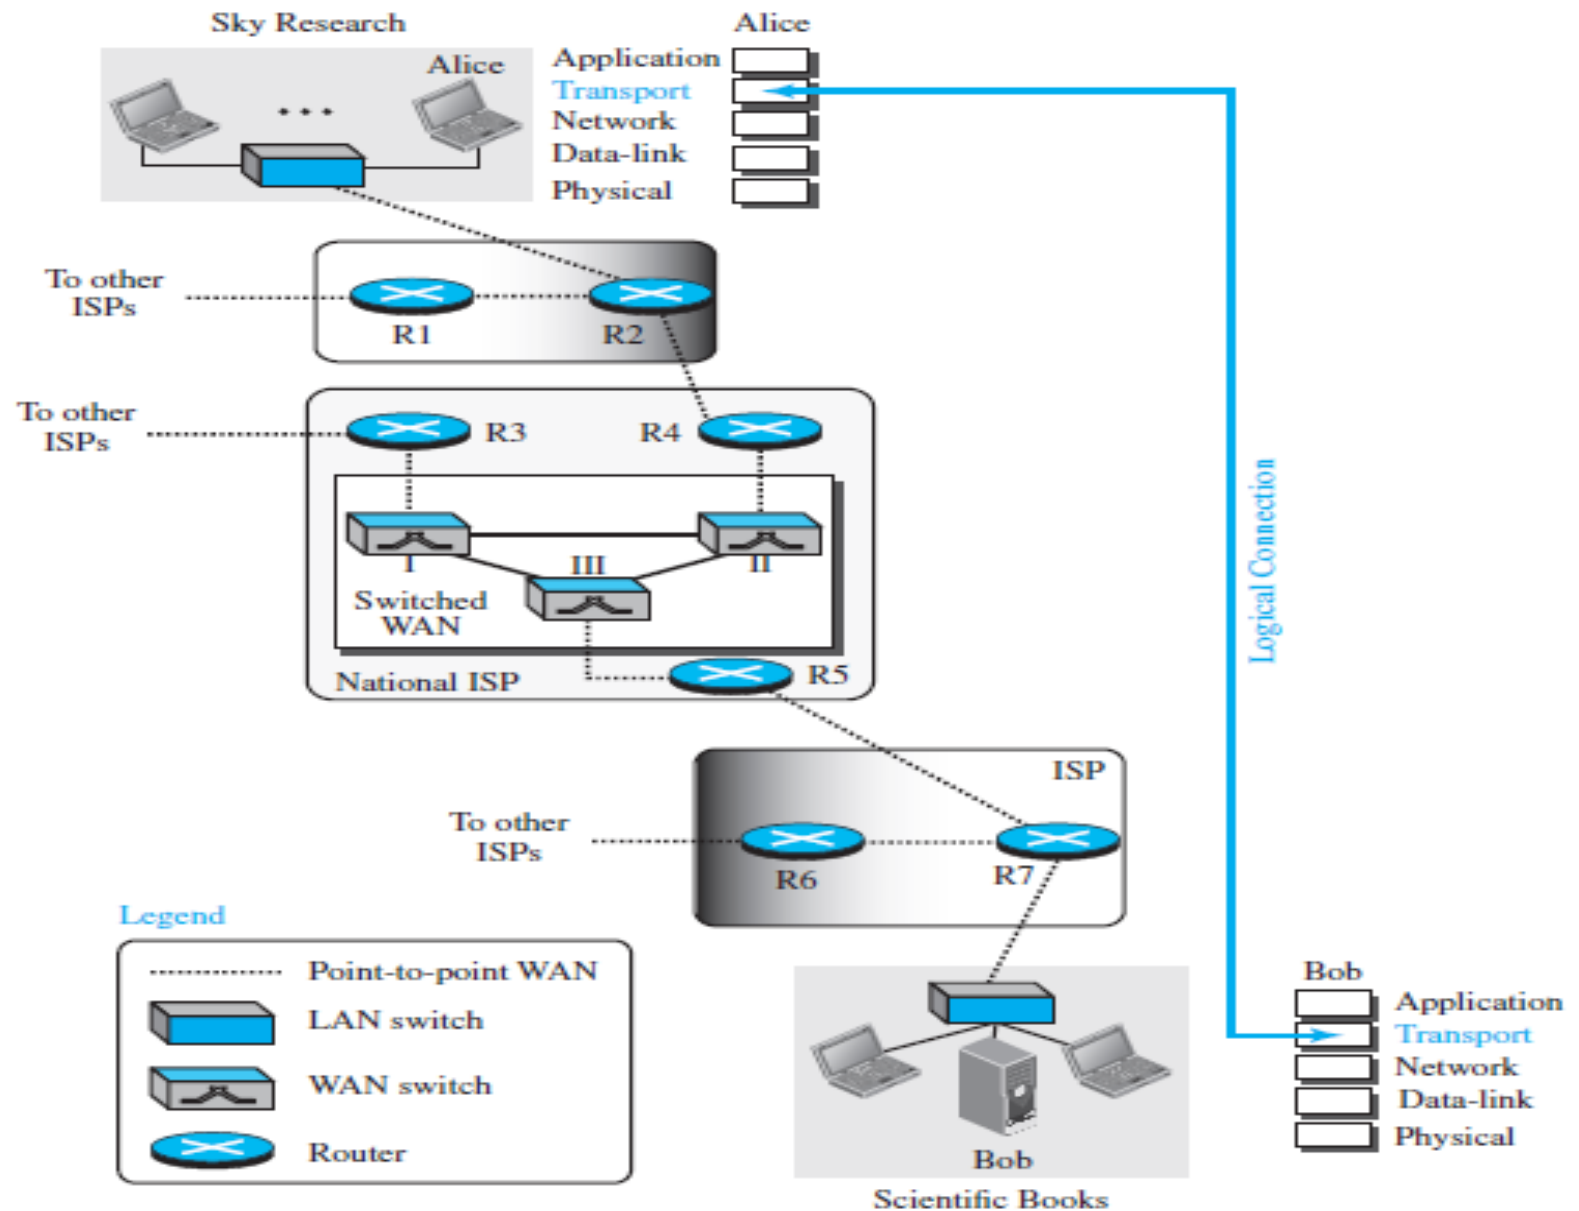 Sky Research
Alice
Alice
Application
Transport
Network
Data-link
Physical
To other
ISPs
R1
R2
To other
ISPs
R3
R4
I
III
II
Switched
WAN
National ISP
R5
Logical Connection
ISP
To other
ISPs
R6
R7
Legend
Point-to-point WAN
LAN switch
WAN switch
Router
Bob
Scientific Books
Bob
Application
Transport
Network
Data-link
Physical